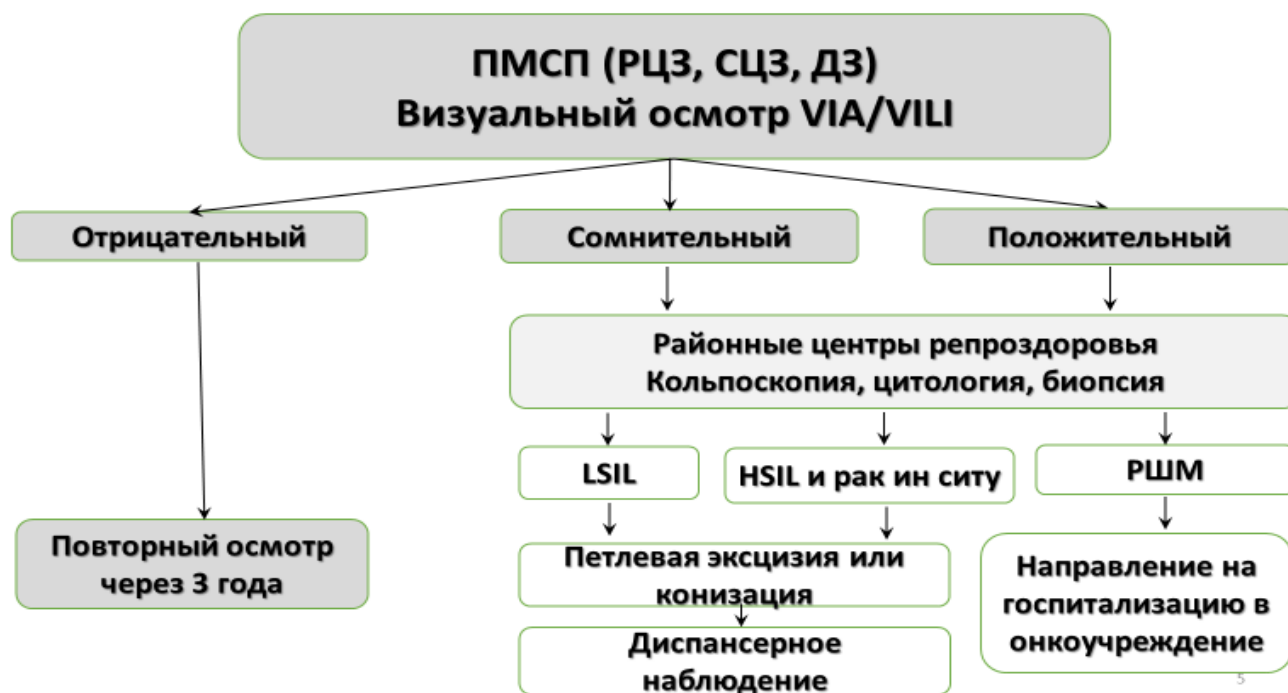 ПМСП (РЦЗ, СЦЗ, ДЗ)
Визуальный осмотр VIA/VILI
Отрицательный
Сомнительный
Положительный
Районные центры репроздоровья
Кольпоскопия, цитология, биопсия
LSIL
HSIL и рак ин ситу
РШМ
Повторный осмотр
через 3 года
Петлевая эксцизия или
конизация
Направление на
госпитализацию в
онкоучреждение
Диспансерное
наблюдение
5